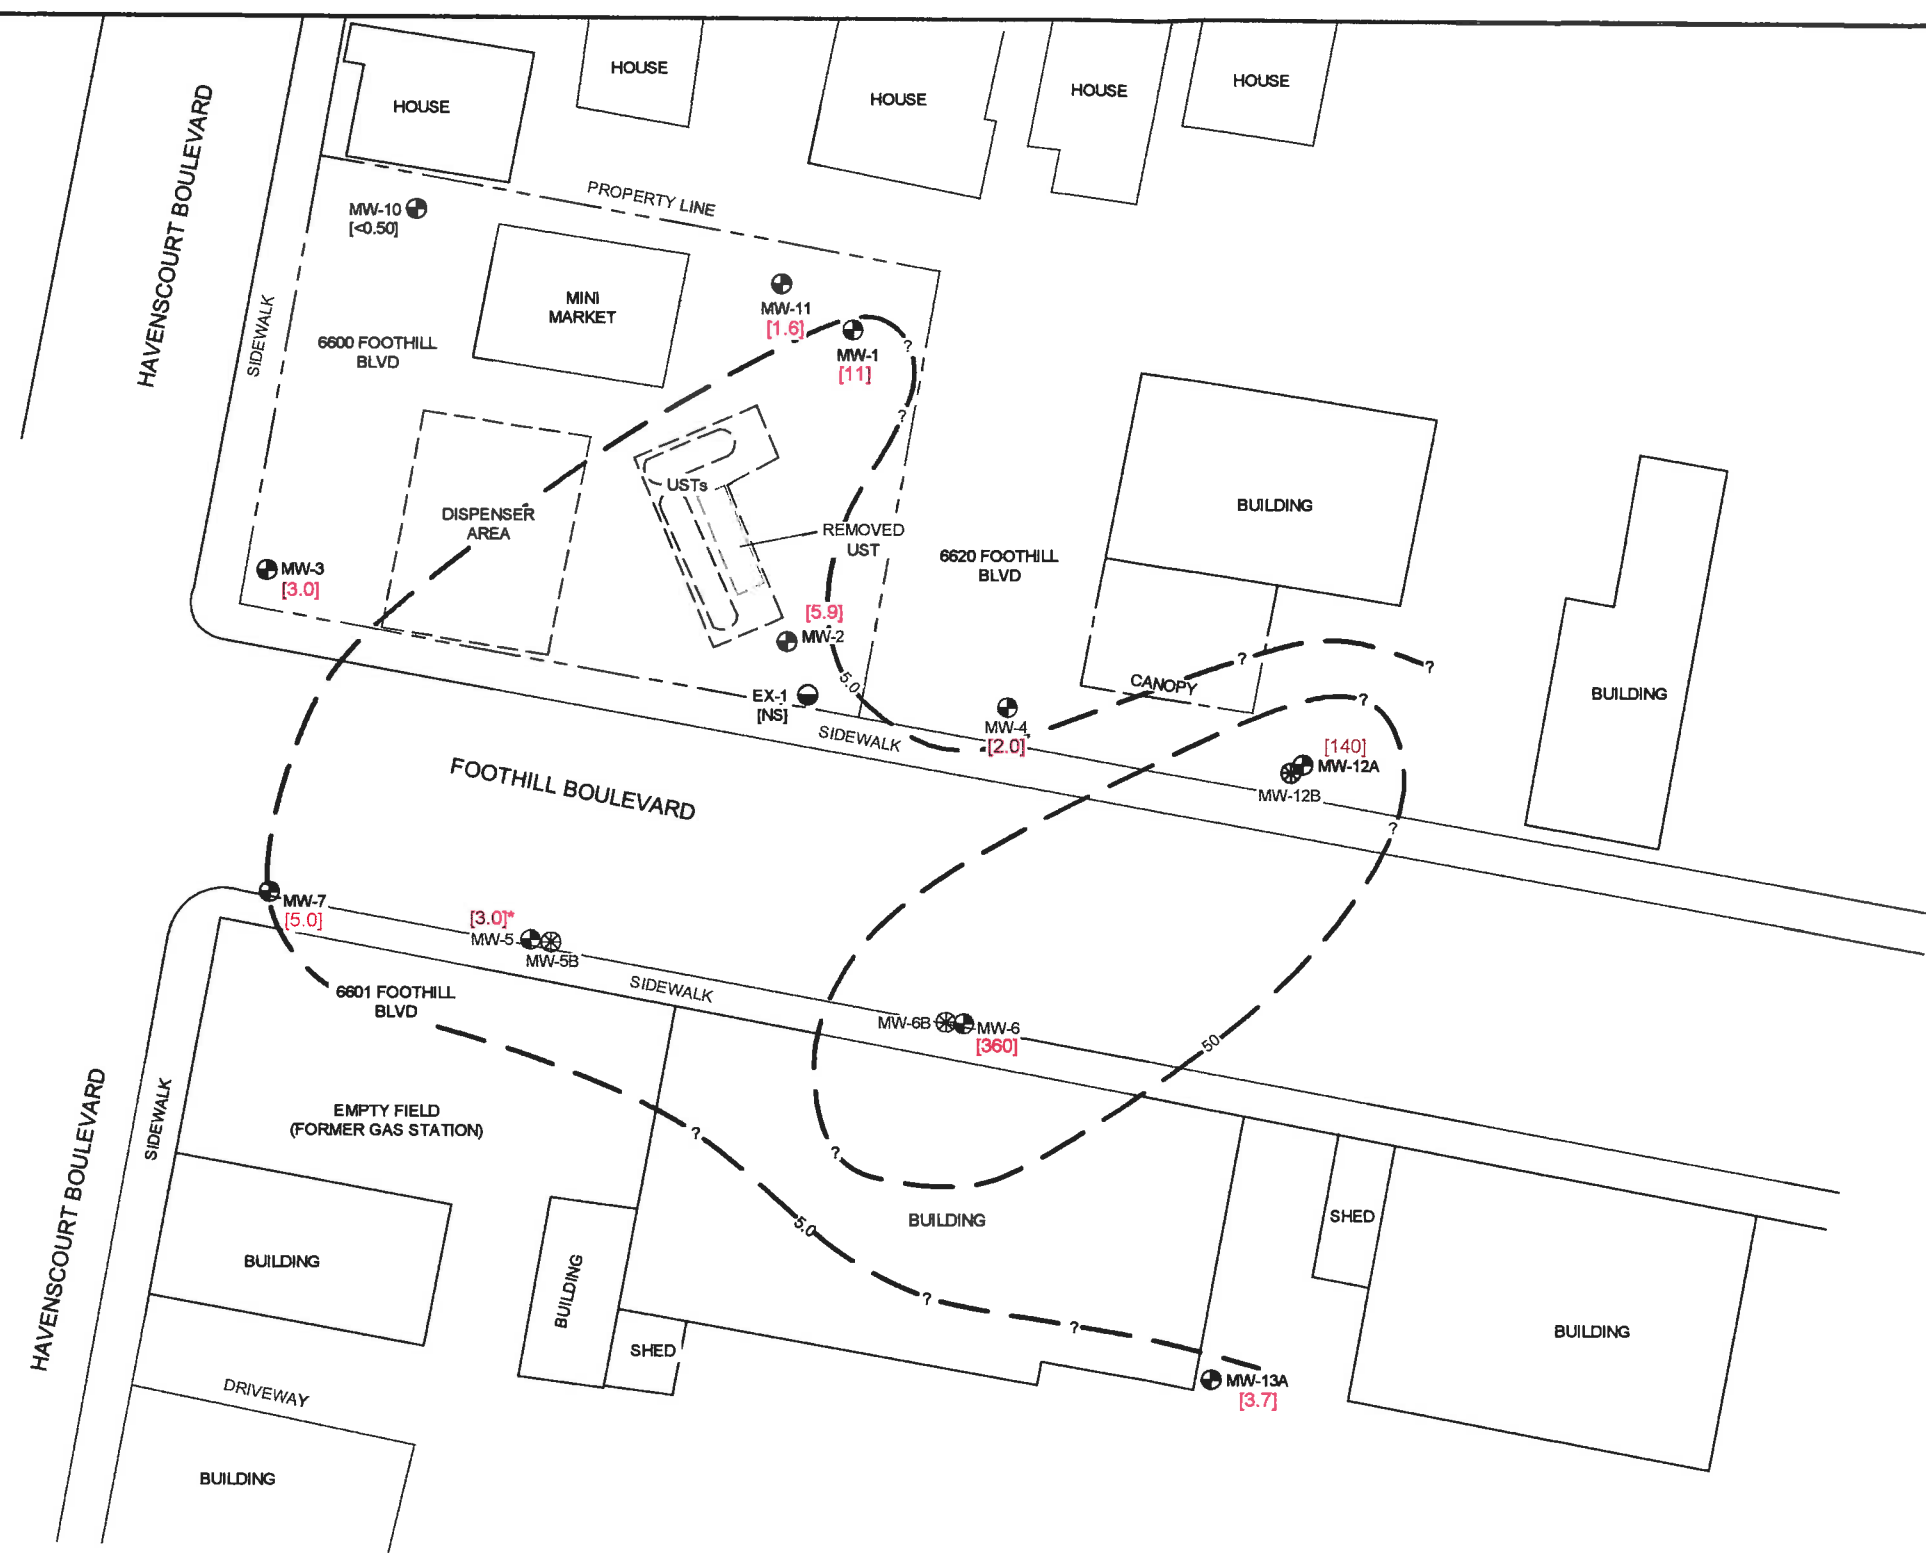 HOUSE
HOUSE
HOUSE
HOUSE
HOUSE
HAVENSCOURT BOULEVARD
SIDEWALK
PROPERTY LINE
MW-10
[<0.50]
MINI
MARKET
MW-11
[1.6]
MW-1
[11]
?
?
6600 FOOTHILL
BLVD
DISPENSER
AREA
USTs
REMOVED
UST
6620 FOOTHILL
BLVD
BUILDING
BUILDING
CANOPY
MW-3
[3.0]
[5.9]
MW-2
5.0
EX-1
[NS]
SIDEWALK
MW-4
[2.0]
?
?
?
[140]
MW-12A
MW-12B
?
FOOTHILL BOULEVARD
MW-7
[5.0]
[3.0]*
MW-5
MW-5B
SIDEWALK
6601 FOOTHILL
BLVD
MW-6B
MW-6
[360]
50
HAVENSCOURT BOULEVARD
SIDEWALK
EMPTY FIELD
(FORMER GAS STATION)
?
?
5.0
BUILDING
?
?
BUILDING
BUILDING
SHED
SHED
BUILDING
MW-13A
[3.7]
DRIVEWAY
BUILDING